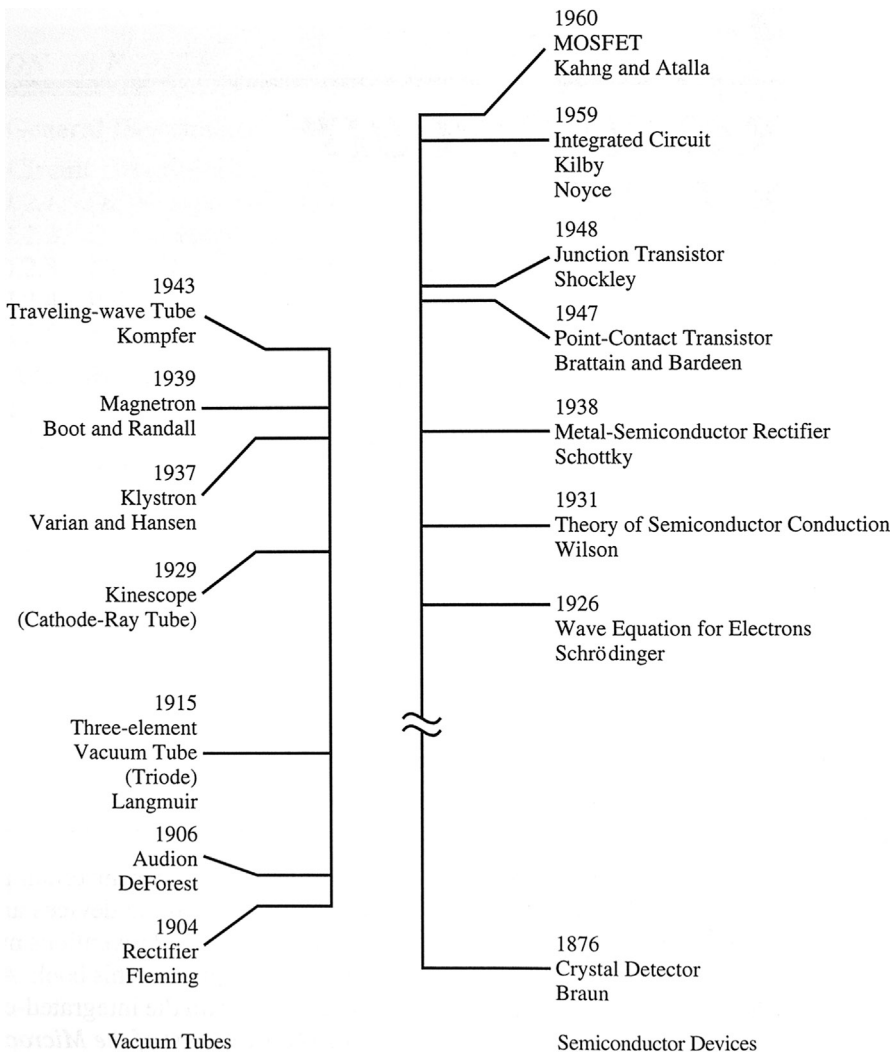 1943
Traveling-wave Tube
Kompfer
1939
Magnetron
Boot and Randall
1937
Klystron
Varian and Hansen
1929
Kinescope
(Cathode-Ray Tube)
1915
Three-element
Vacuum Tube
(Triode)
Langmuir
1906
Audion
DeForest
1904
Rectifier
Fleming
Vacuum Tubes
1960
MOSFET
Kahng and Atalla
1959
Integrated Circuit
Kilby
Noyce
1948
Junction Transistor
Shockley
1947
Point-Contact Transistor
Brattain and Bardeen
1938
Metal-Semiconductor Rectifier
Schottky
1931
Theory of Semiconductor Conduction
Wilson
1926
Wave Equation for Electrons
Schrödinger
1876
Crystal Detector
Braun
Semiconductor Devices